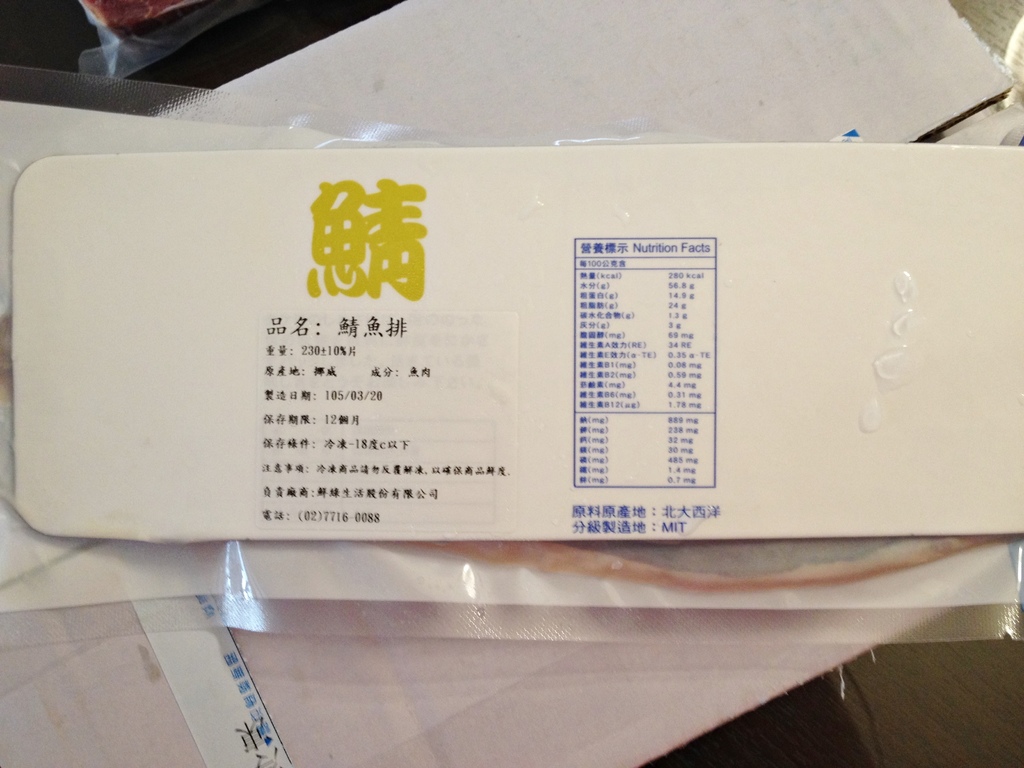 鯖
品名: 鯖魚排
重量: 230±10%片
原產地: 挪威 成分: 魚肉
製造日期: 105/03/20
保存期限: 12個月
保存條件: 冷凍-18度c以下
注意事項: 冷凍商品請勿反覆解凍,以確保商品鮮度.
負責廠商:鮮綠生活股份有限公司
電話: (02)7716-0088
營養標示 Nutrition Facts
每100公克含
熱量(kcal) 280 kcal
水分(g) 56.8 g
粗蛋白(g) 14.9 g
粗脂肪(g) 24 g
碳水化合物(g) 1.3 g
灰分(g) 3 g
膽固醇(mg) 69 mg
維生素A效力(RE) 34 RE
維生素E效力(α-TE) 0.35 α-TE
維生素B1(mg) 0.08 mg
維生素B2(mg) 0.59 mg
菸鹼素(mg) 4.4 mg
維生素B6(mg) 0.31 mg
維生素B12(ug) 1.78 mg
鈉(mg) 889 mg
鉀(mg) 238 mg
鈣(mg) 32 mg
鎂(mg) 30 mg
磷(mg) 485 mg
鐵(mg) 1.4 mg
鋅(mg) 0.7 mg
原料原產地：北大西洋
分級製造地：MIT